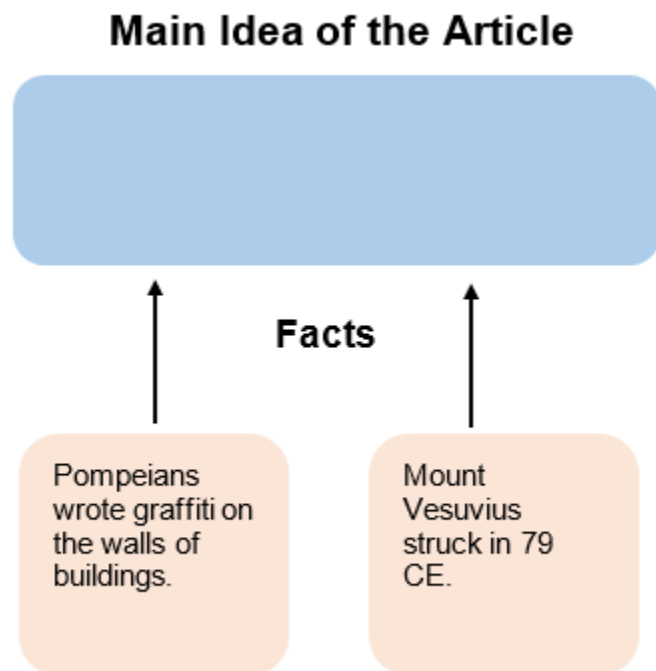 Main Idea of the Article
Facts
Pompeians
wrote graffiti on
the walls of
buildings.
Mount
Vesuvius
struck in 79
CE.